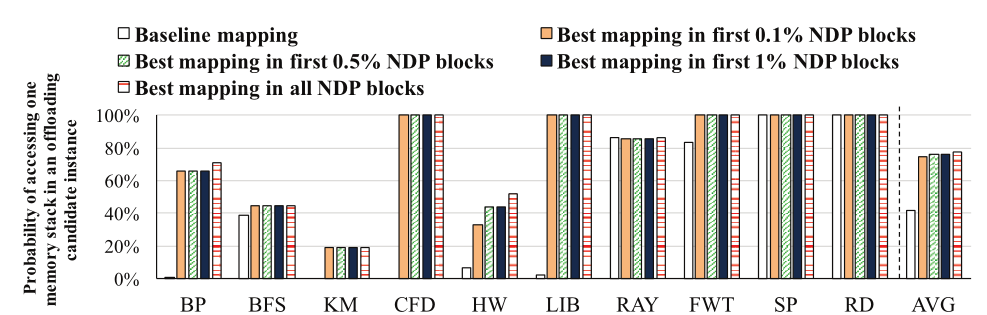 Baseline mapping
Best mapping in first 0.1% NDP blocks
Best mapping in first 0.5% NDP blocks
Best mapping in first 1% NDP blocks
Best mapping in all NDP blocks
Probability of accessing one
memory stack in an offloading
candidate instance
100%
80%
60%
40%
20%
0%
BP BFS KM CFD HW LIB RAY FWT SP RD AVG